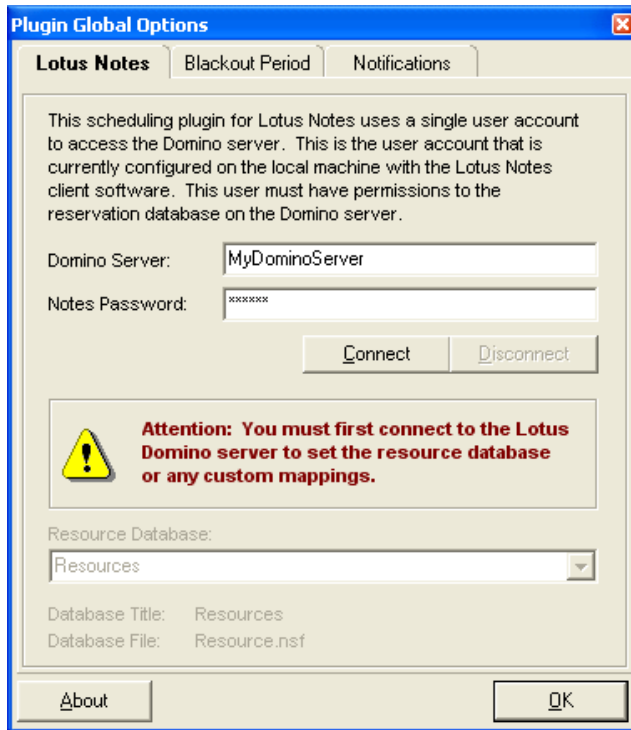 Plugin Global Options
Lotus Notes Blackout Period Notifications
This scheduling plugin for Lotus Notes uses a single user account
to access the Domino server. This is the user account that is
currently configured on the local machine with the Lotus Notes
client software. This user must have permissions to the
reservation database on the Domino server.
Domino Server: MyDominoServer
Notes Password: xxxxxx
Connect Disconnect
Attention: You must first connect to the Lotus
Domino server to set the resource database
or any custom mappings.
Resource Database:
Resources
Database Title: Resources
Database File: Resource.nsf
About OK